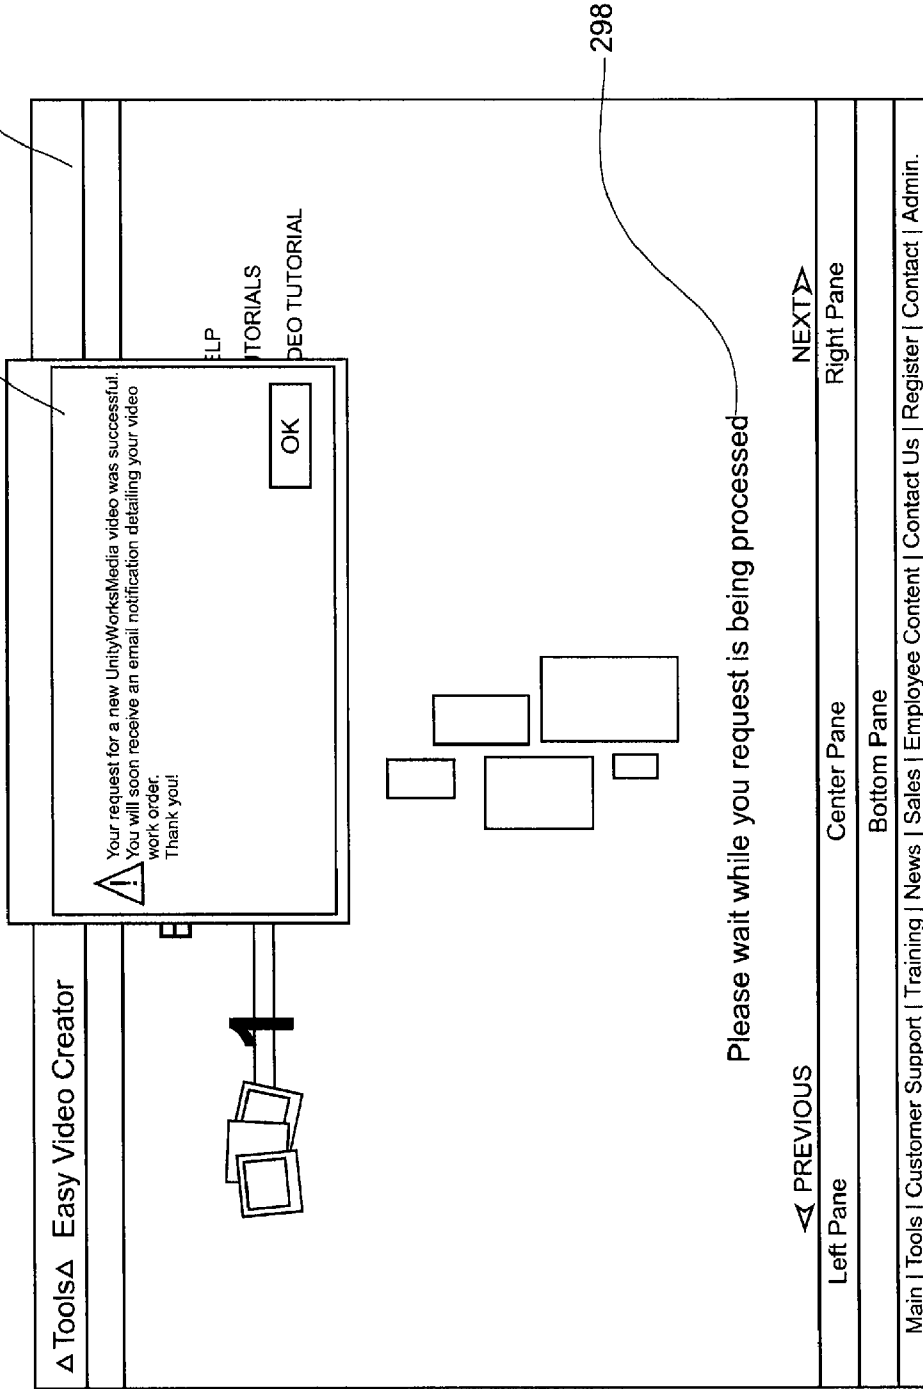 Tools Easy Video Creator
Your request for a new UnityWorksMedia video was successful.
You will soon receive an email notification detailing your video
work order.
Thank you!
OK
1
ELP
TORIALS
DEO TUTORIAL
298
Please wait while you request is being processed
PREVIOUS
NEXT
Left Pane
Center Pane
Right Pane
Bottom Pane
Main | Tools | Customer Support | Training | News | Sales | Employee Content | Contact Us | Register | Contact | Admin.